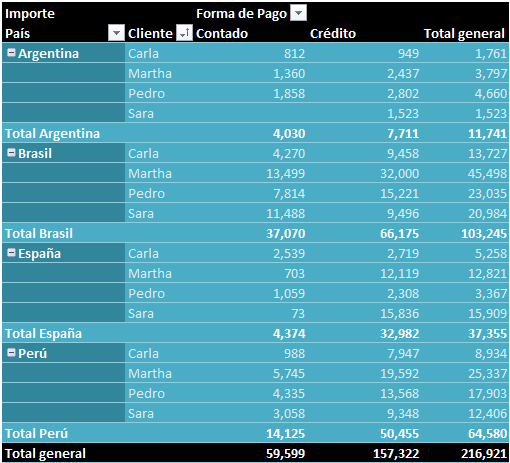 Importe Forma de Pago
País Cliente Contado Crédito Total general
Argentina Carla 812 949 1,761
Martha 1,360 2,437 3,797
Pedro 1,858 2,802 4,660
Sara 1,523 1,523
Total Argentina 4,030 7,711 11,741
Brasil Carla 4,270 9,458 13,727
Martha 13,499 32,000 45,498
Pedro 7,814 15,221 23,035
Sara 11,488 9,496 20,984
Total Brasil 37,070 66,175 103,245
España Carla 2,539 2,719 5,258
Martha 703 12,119 12,821
Pedro 1,059 2,308 3,367
Sara 73 15,836 15,909
Total España 4,374 32,982 37,355
Perú Carla 988 7,947 8,934
Martha 5,745 19,592 25,337
Pedro 4,335 13,568 17,903
Sara 3,058 9,348 12,406
Total Perú 14,125 50,455 64,580
Total general 59,599 157,322 216,921